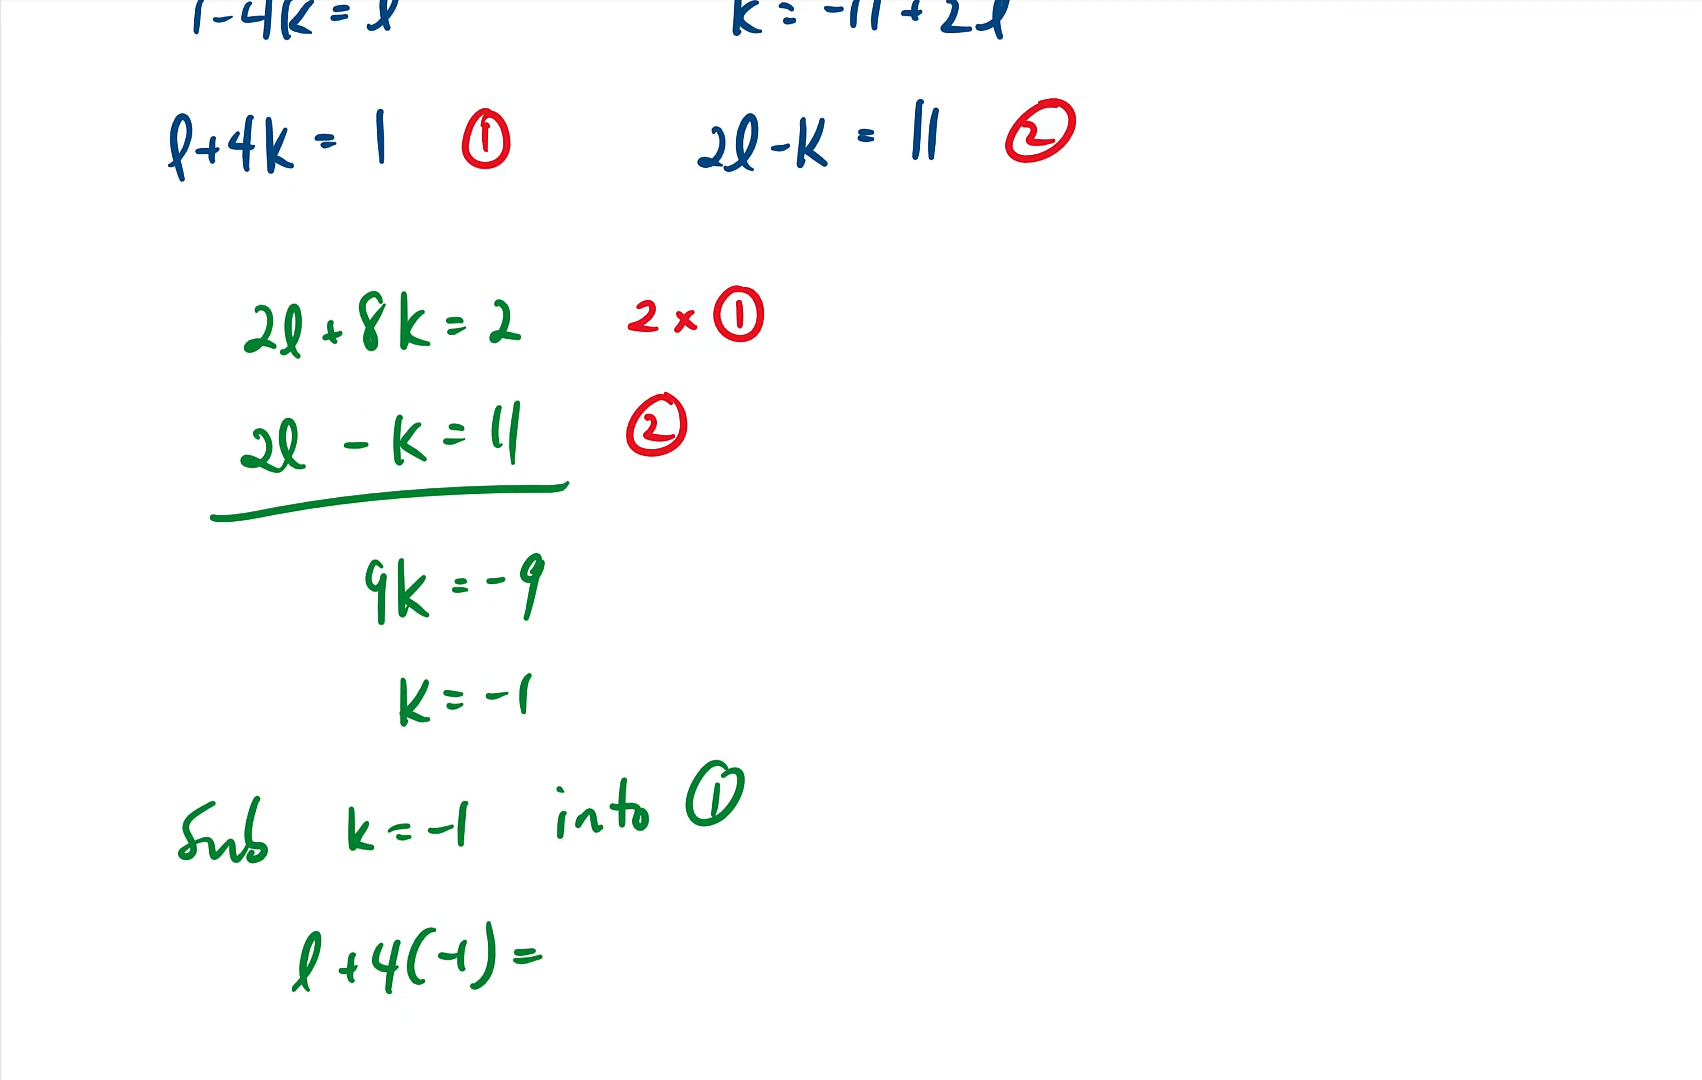 1-4k = l k = -11 + 2l
l+4k = 1 ① 2l-k = 11 ②
2l+8k = 2 2 × ①
2l - k = 11 ②
9k = -9
k = -1
Sub k = -1 into ①
l + 4(-1) =